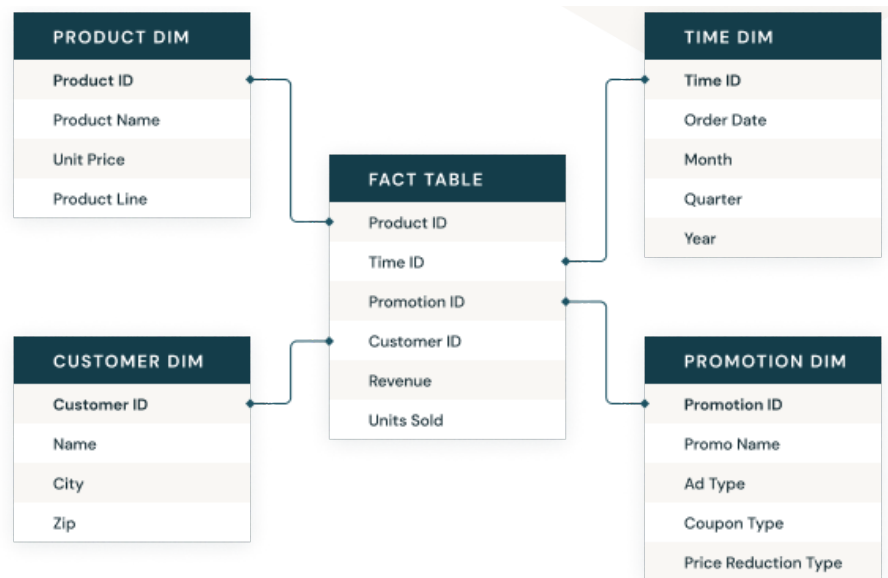 PRODUCT DIM
Product ID
Product Name
Unit Price
Product Line
TIME DIM
Time ID
Order Date
Month
Quarter
Year
FACT TABLE
Product ID
Time ID
Promotion ID
Customer ID
Revenue
Units Sold
CUSTOMER DIM
Customer ID
Name
City
Zip
PROMOTION DIM
Promotion ID
Promo Name
Ad Type
Coupon Type
Price Reduction Type